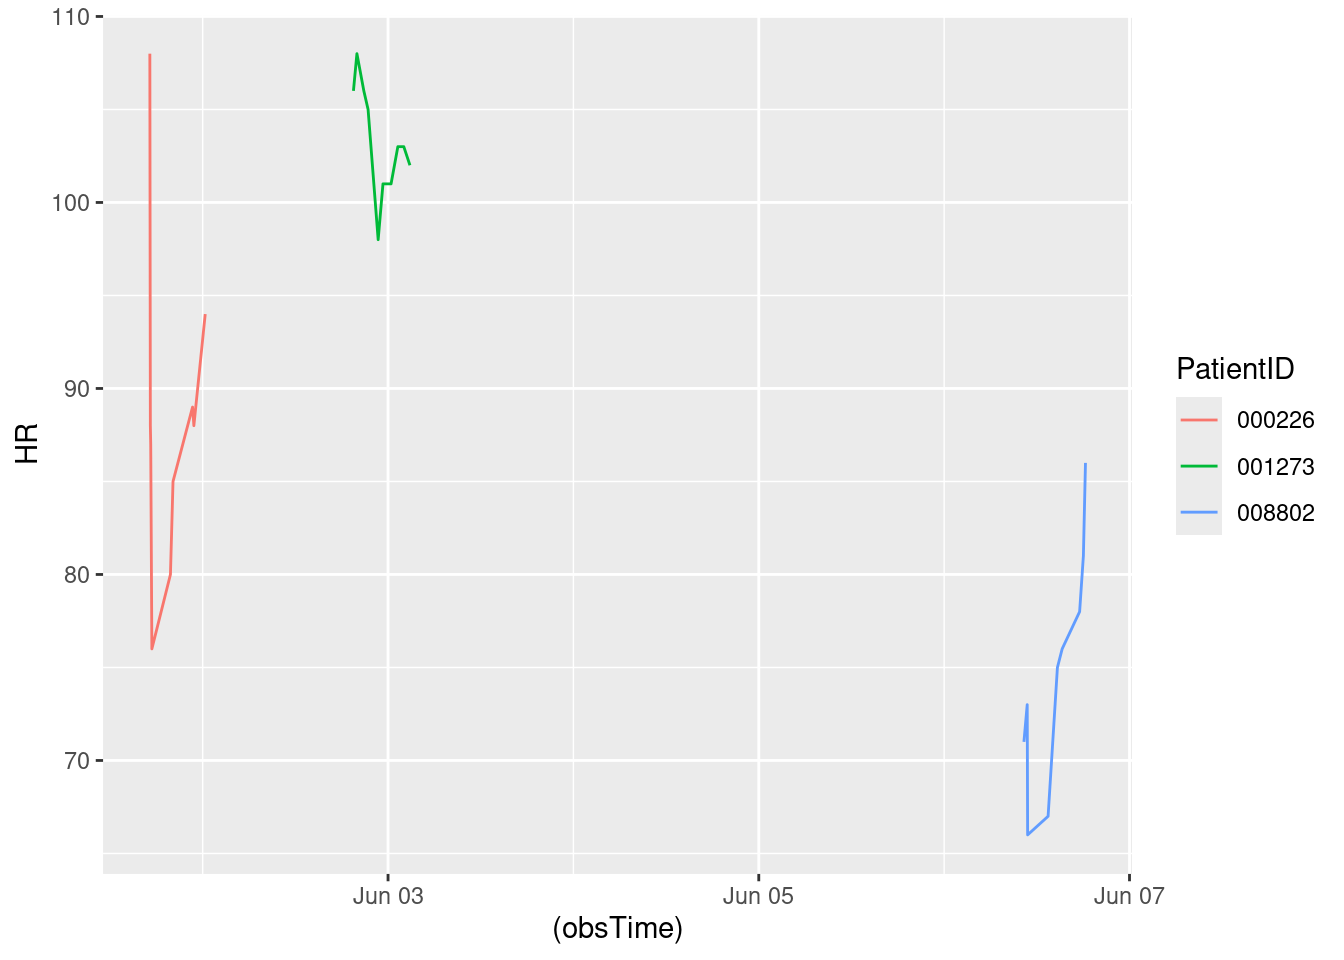 110
100
90
80
70
HR
Jun 03
Jun 05
Jun 07
(obsTime)
PatientID
000226
001273
008802